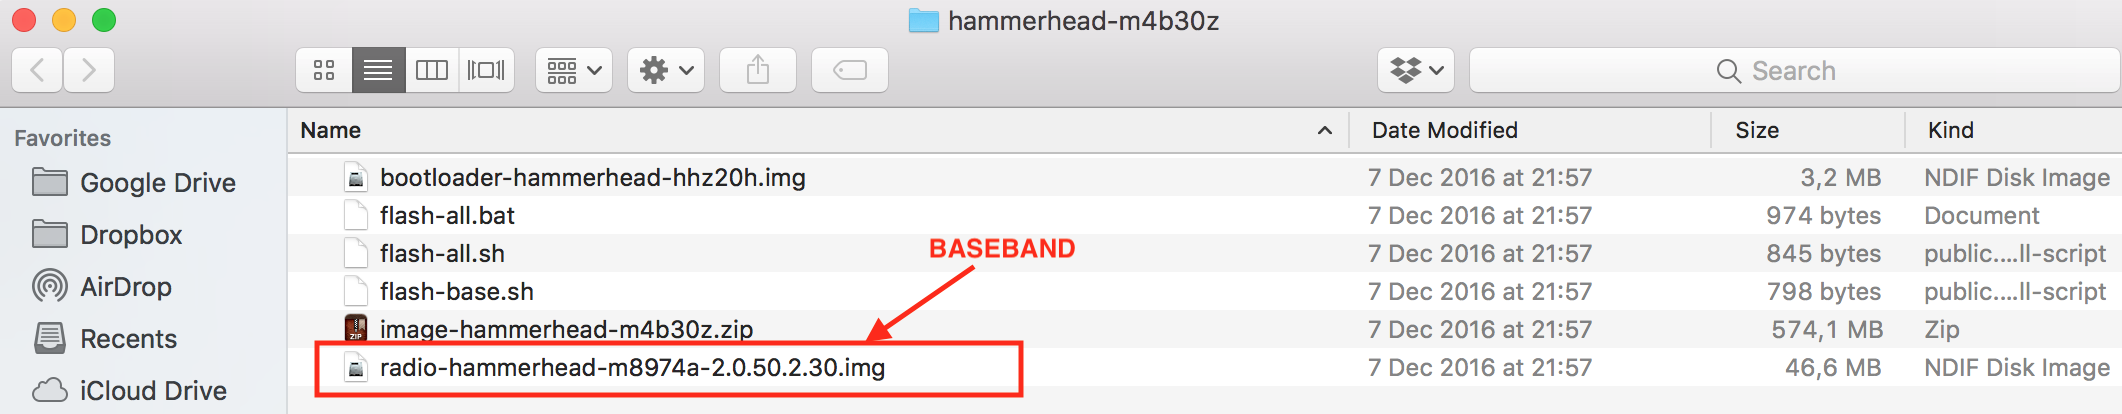 hammerhead-m4b30z
Search
Favorites
Google Drive
Dropbox
AirDrop
Recents
iCloud Drive
Name Date Modified Size Kind
bootloader-hammerhead-hhz20h.img 7 Dec 2016 at 21:57 3,2 MB NDIF Disk Image
flash-all.bat 7 Dec 2016 at 21:57 974 bytes Document
flash-all.sh 7 Dec 2016 at 21:57 845 bytes public....ll-script
BASEBAND
flash-base.sh 7 Dec 2016 at 21:57 798 bytes public....ll-script
ZIP
image-hammerhead-m4b30z.zip 7 Dec 2016 at 21:57 574,1 MB Zip
radio-hammerhead-m8974a-2.0.50.2.30.img 7 Dec 2016 at 21:57 46,6 MB NDIF Disk Image